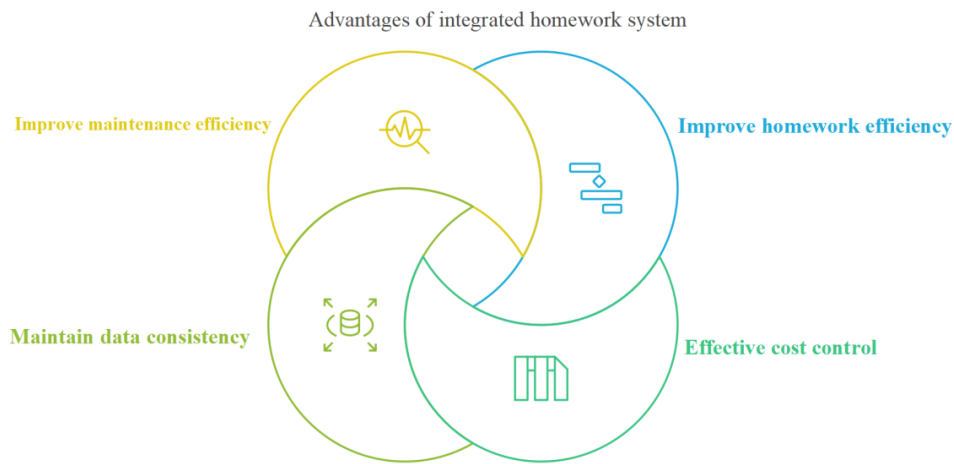 Advantages of integrated homework system
Improve maintenance efficiency
Improve homework efficiency
Maintain data consistency
Effective cost control